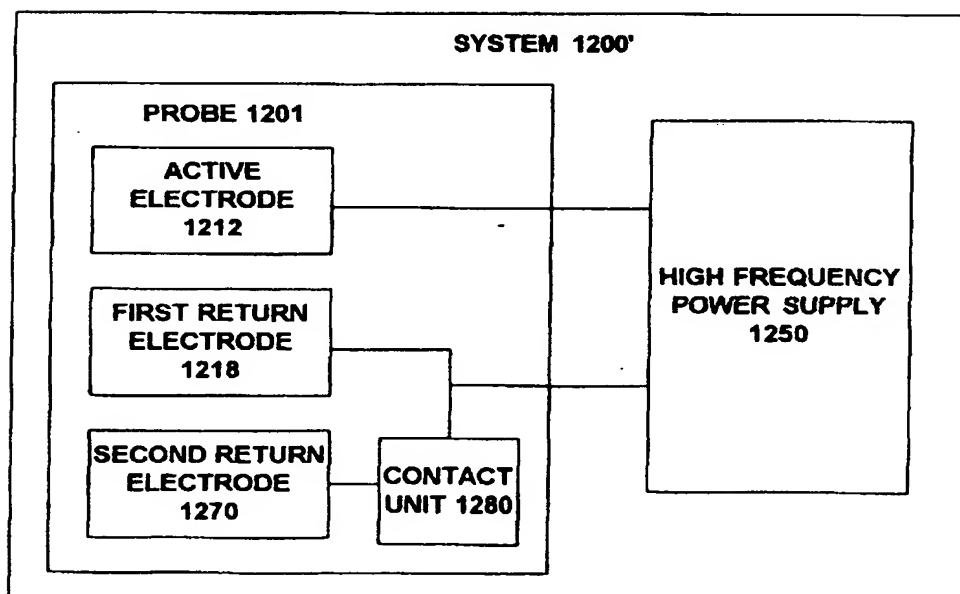 SYSTEM 1200'
PROBE 1201
ACTIVE
ELECTRODE
1212
FIRST RETURN
ELECTRODE
1218
SECOND RETURN
ELECTRODE
1270
CONTACT
UNIT 1280
HIGH FREQUENCY
POWER SUPPLY
1250